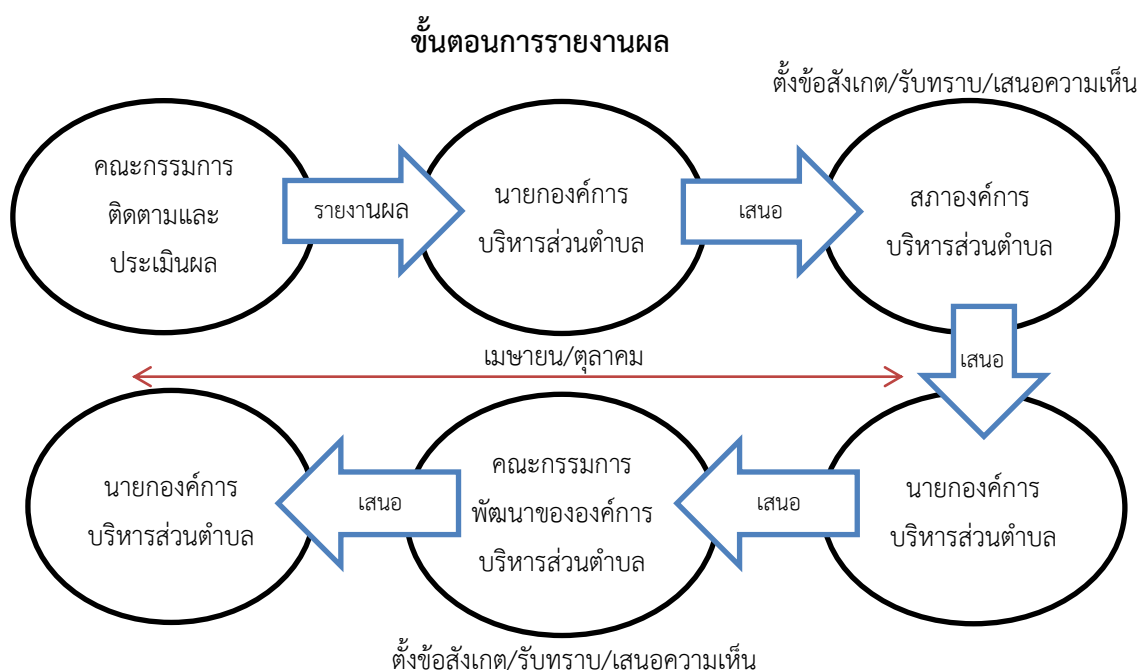 ขั้นตอนการรายงานผล
ตั้งข้อสังเกต/รับทราบ/เสนอความเห็น
คณะกรรมการ
ติดตามและ
ประเมินผล
รายงานผล
นายกองค์การ
บริหารส่วนตำบล
เสนอ
สภาองค์การ
บริหารส่วนตำบล
เสนอ
เมษายน/ตุลาคม
นายกองค์การ
บริหารส่วนตำบล
เสนอ
คณะกรรมการ
พัฒนาขององค์การ
บริหารส่วนตำบล
เสนอ
นายกองค์การ
บริหารส่วนตำบล
ตั้งข้อสังเกต/รับทราบ/เสนอความเห็น